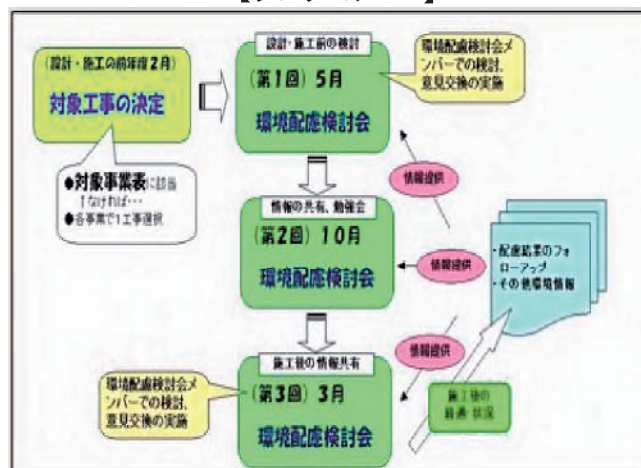 設計・施工前の検討
(設計・施工の前年度2月)
対象工事の決定
(第1回) 5月
環境配慮検討会
環境配慮検討会メ
ンバーでの検討、
意見交換の実施
●対象事業表に該当
しなければ…
●各事業で1工事選択
情報提供
情報の共有、勉強会
(第2回) 10月
環境配慮検討会
情報提供
・配慮結果のフォ
ローアップ
・その他環境情報
情報提供
施工後の情報共有
(第3回) 3月
環境配慮検討会
環境配慮検討会メ
ンバーでの検討、
意見交換の実施
施工後の
経過・状況